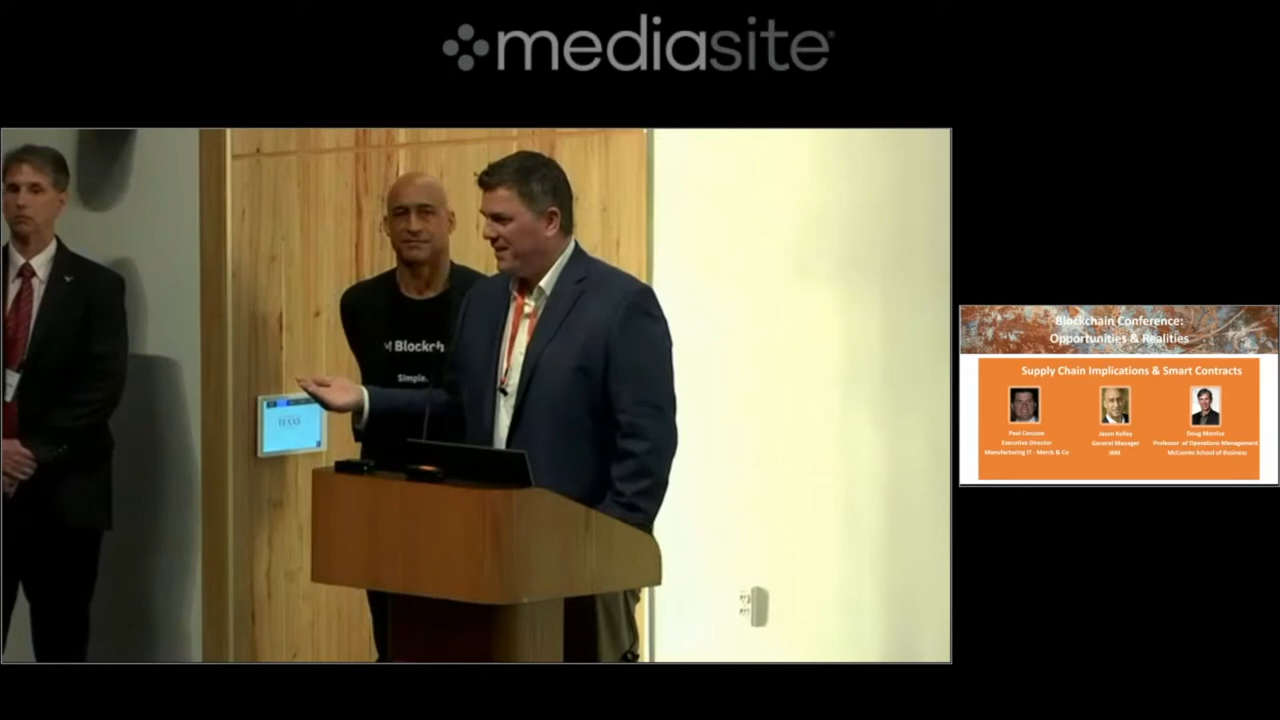 mediasite
Blockchain Conference:
Opportunities & Realities
Supply Chain Implications & Smart Contracts
Paul
Jason Kelley
Doug Morrice
Executive Director
General Manager
Professor of Operations Management
Manufacturing IT - Merck & Co
IBM
McCombs School of Business
Blockch
Simple.
TEXAS